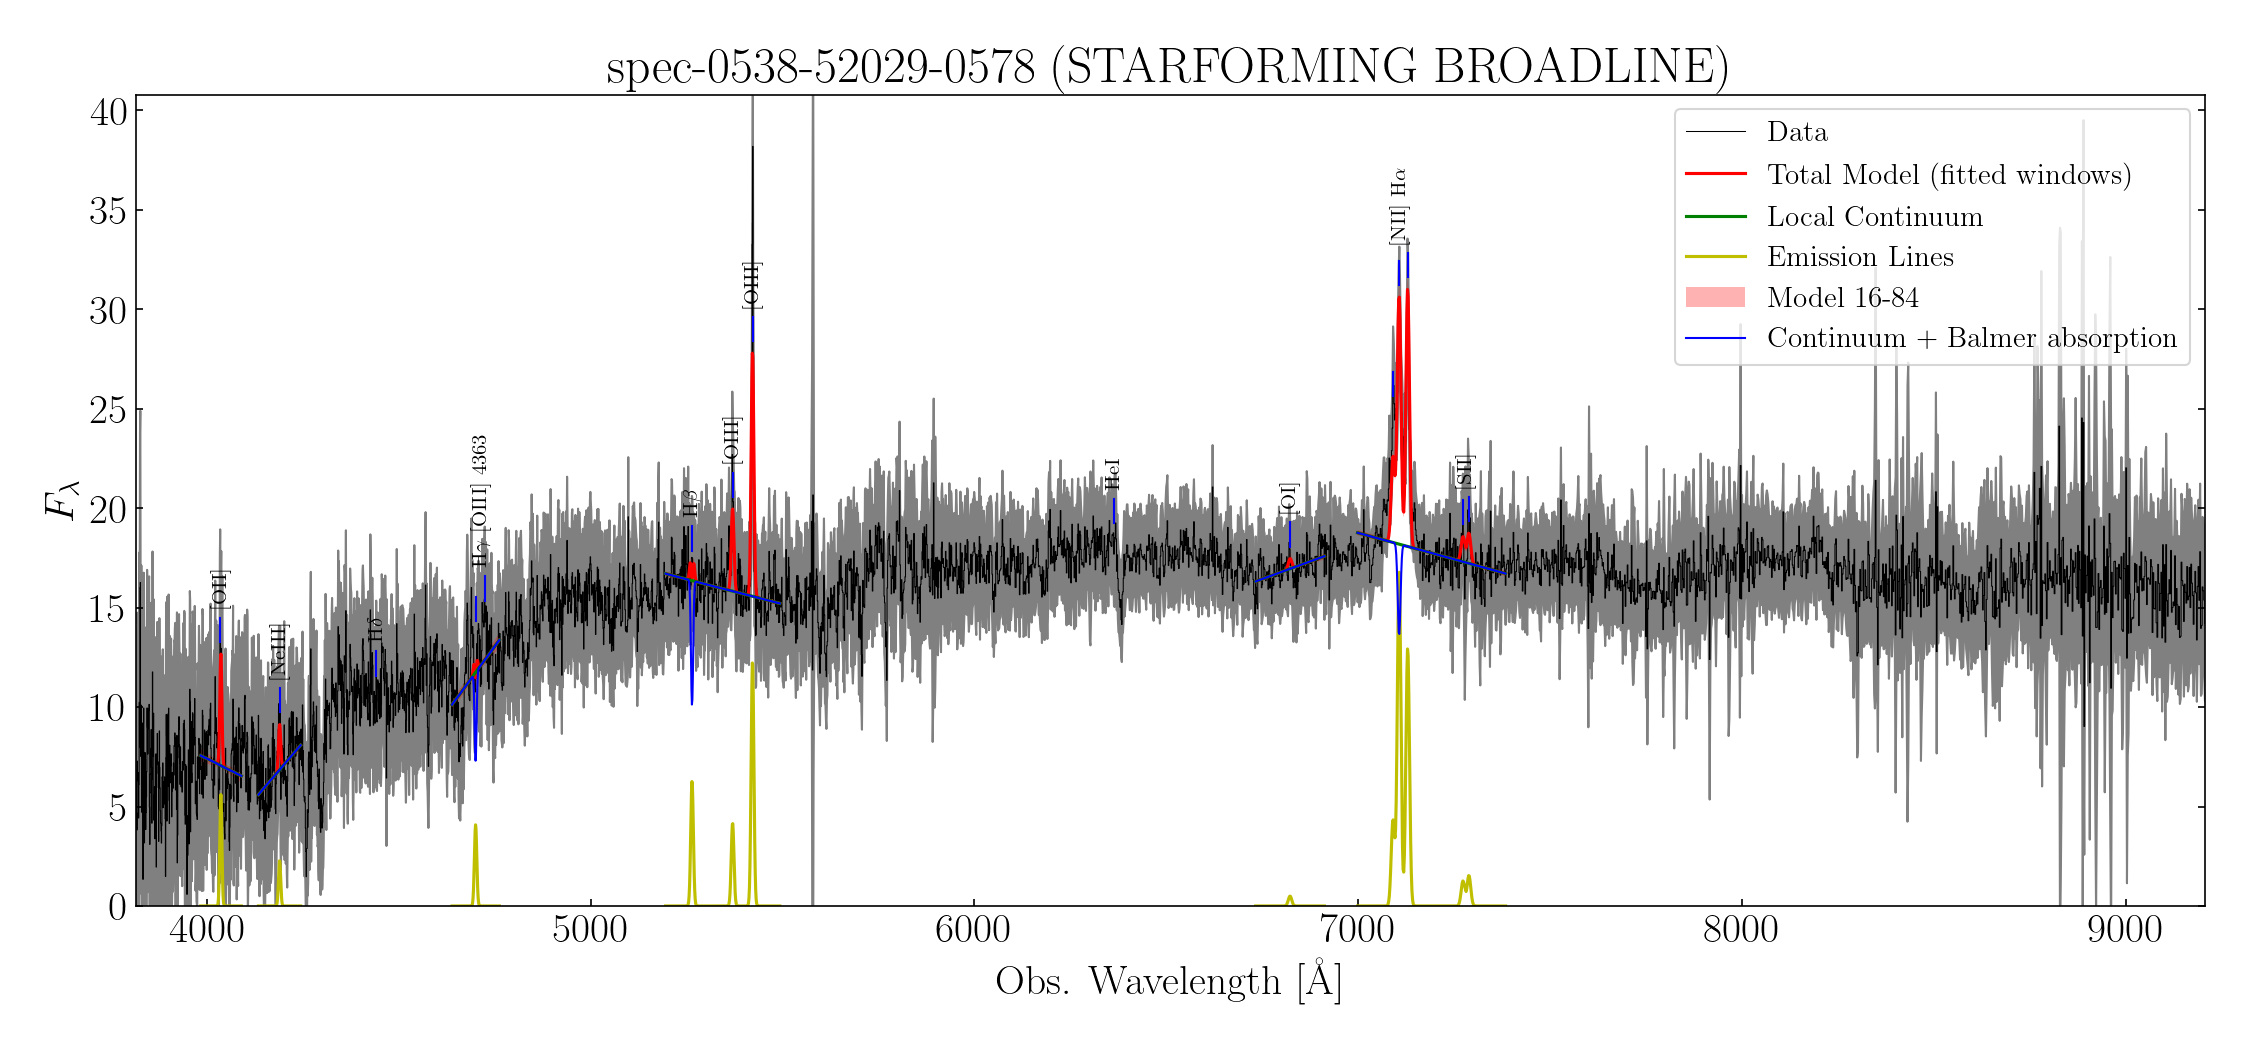 spec-0538-52029-0578 (STARFORMING BROADLINE)
Data
Total Model (fitted windows)
Local Continuum
Emission Lines
Model 16-84
Continuum + Balmer absorption
[OII]
[NeIII]
Hδ
Hγ [OIII] 4363
Hβ
[OIII]
[OIII]
HeI
[OI]
[NII] Hα
[SII]
Fλ
40
35
30
25
20
15
10
5
0
4000 5000 6000 7000 8000 9000
Obs. Wavelength [Å]